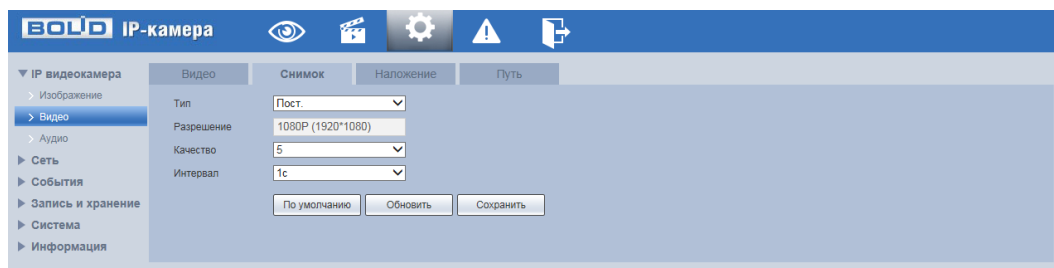 BOLID IP-камера
IP видеокамера
Изображение
Видео
Аудио
Сеть
События
Запись и хранение
Система
Информация
Видео Снимок Наложение Путь
Тип Пост.
Разрешение 1080P (1920*1080)
Качество 5
Интервал 1с
По умолчанию Обновить Сохранить